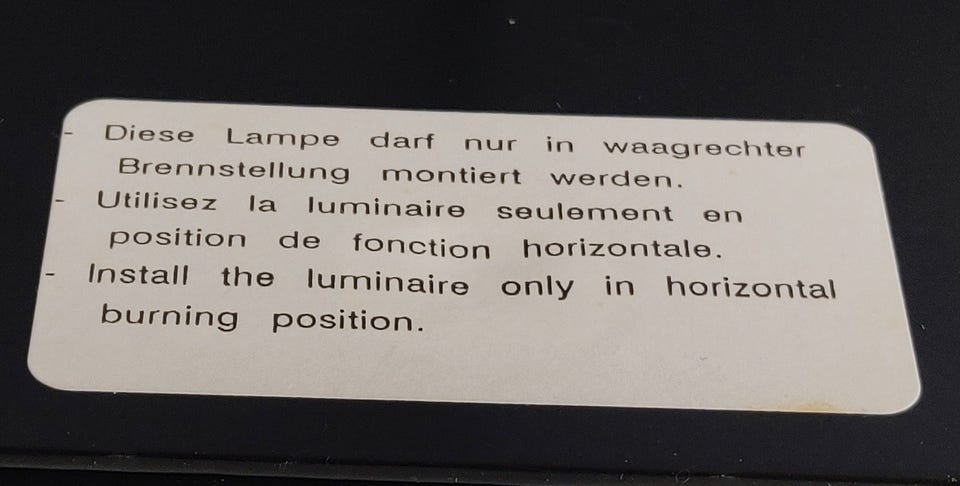 - Diese Lampe darf nur in waagrechter
Brennstellung montiert werden.
- Utilisez la luminaire seulement en
position de fonction horizontale.
- Install the luminaire only in horizontal
burning position.